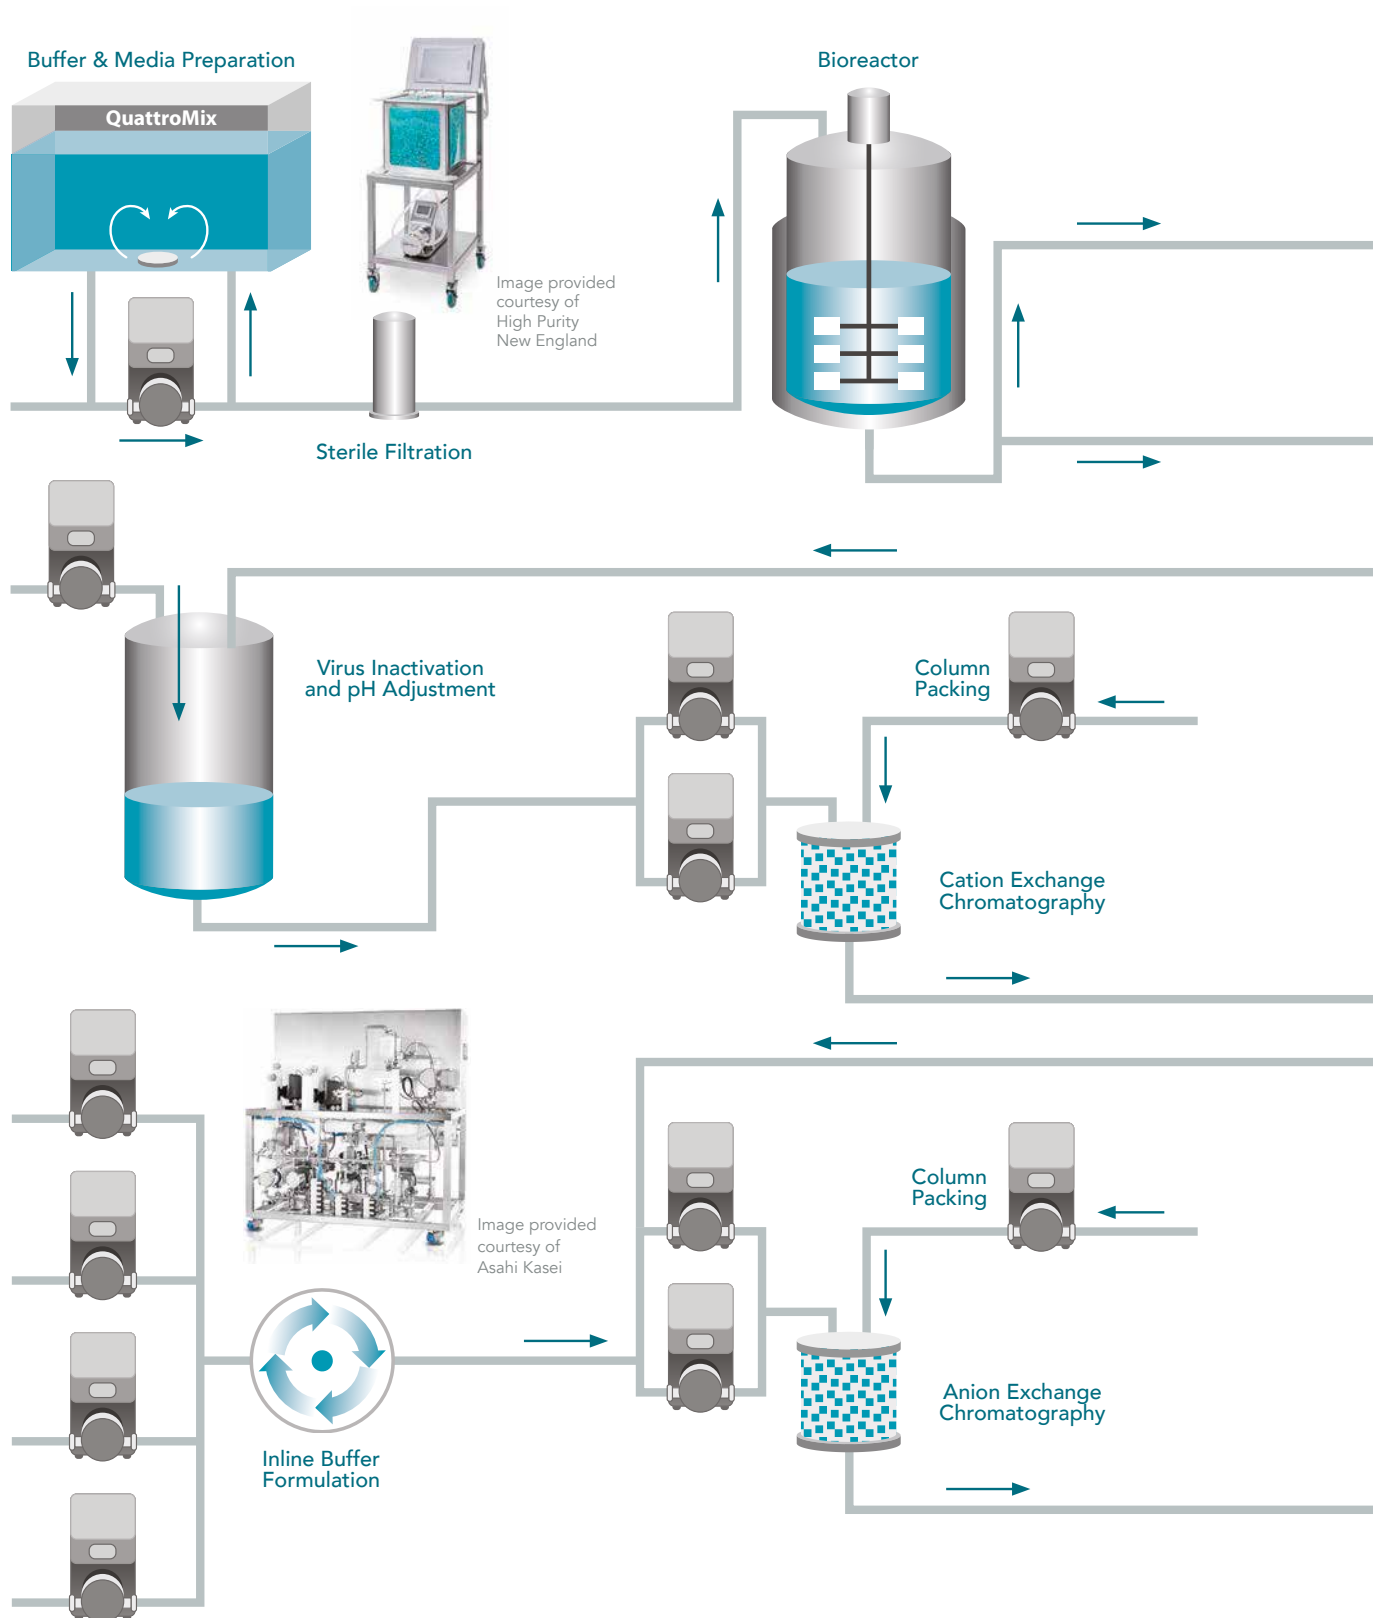 Buffer & Media Preparation
QuattroMix
Image provided
courtesy of
High Purity
New England
Bioreactor
Sterile Filtration
Virus Inactivation
and pH Adjustment
Column
Packing
Cation Exchange
Chromatography
Image provided
courtesy of
Asahi Kasei
Inline Buffer
Formulation
Column
Packing
Anion Exchange
Chromatography